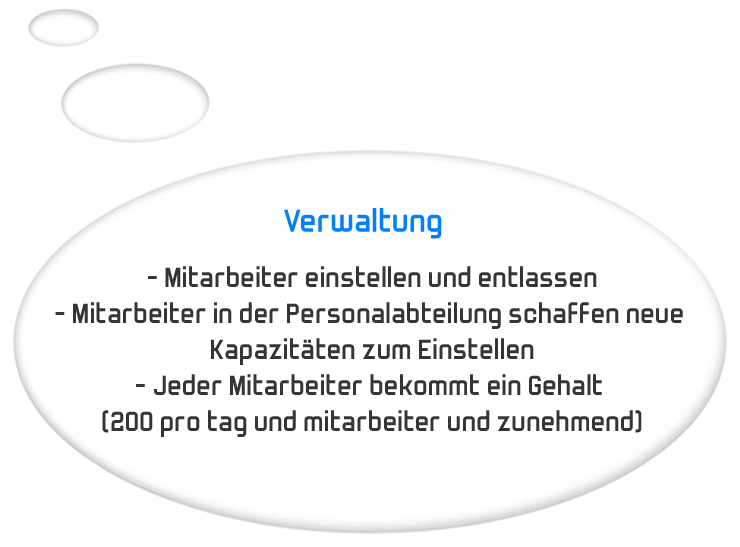 Verwaltung
- Mitarbeiter einstellen und entlassen
- Mitarbeiter in der Personalabteilung schaffen neue
Kapazitäten zum Einstellen
- Jeder Mitarbeiter bekommt ein Gehalt
(200 pro tag und mitarbeiter und zunehmend)